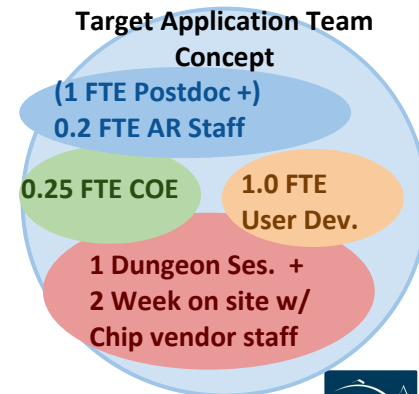 Target Application Team
Concept
(1 FTE Postdoc +)
0.2 FTE AR Staff
0.25 FTE COE
1.0 FTE
User Dev.
1 Dungeon Ses. +
2 Week on site w/
Chip vendor staff